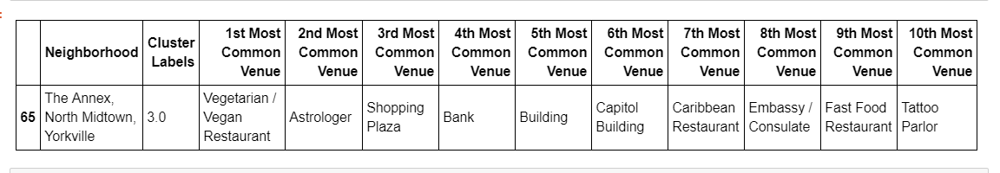 Neighborhood Cluster Labels 1st Most Common Venue 2nd Most Common Venue 3rd Most Common Venue 4th Most Common Venue 5th Most Common Venue 6th Most Common Venue 7th Most Common Venue 8th Most Common Venue 9th Most Common Venue 10th Most Common Venue
65 The Annex, North Midtown, Yorkville 3.0 Vegetarian / Vegan Restaurant Astrologer Shopping Plaza Bank Building Capitol Building Caribbean Restaurant Embassy / Consulate Fast Food Restaurant Tattoo Parlor